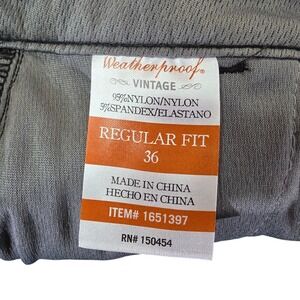 Weatherproof®
VINTAGE
95%NYLON/NYLON
5%SPANDEX/ELASTANO
REGULAR FIT
36
MADE IN CHINA
HECHO EN CHINA
ITEM# 1651397
RN# 150454